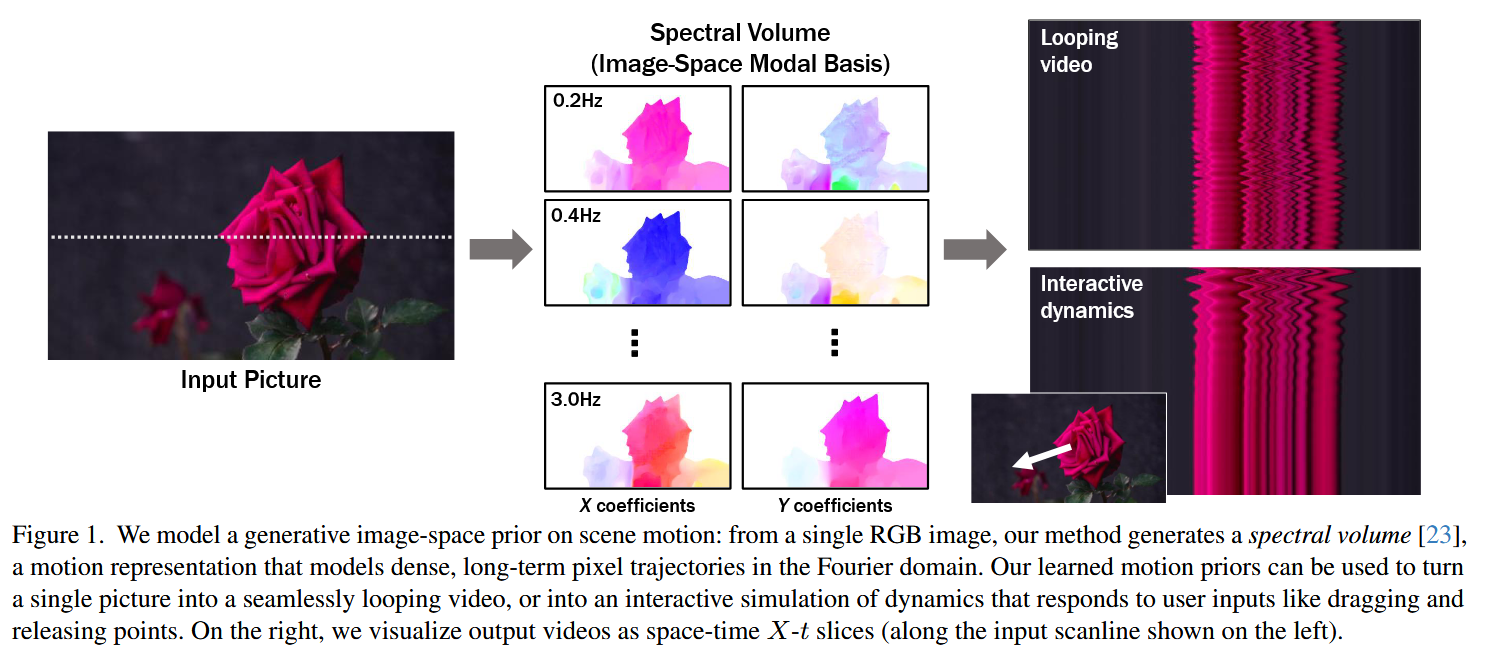 Spectral Volume
(Image-Space Modal Basis)
Input Picture
0.2Hz
0.4Hz
3.0Hz
X coefficients
Y coefficients
Looping
video
Interactive
dynamics
Figure 1. We model a generative image-space prior on scene motion: from a single RGB image, our method generates a spectral volume [23],
a motion representation that models dense, long-term pixel trajectories in the Fourier domain. Our learned motion priors can be used to turn
a single picture into a seamlessly looping video, or into an interactive simulation of dynamics that responds to user inputs like dragging and
releasing points. On the right, we visualize output videos as space-time X-t slices (along the input scanline shown on the left).